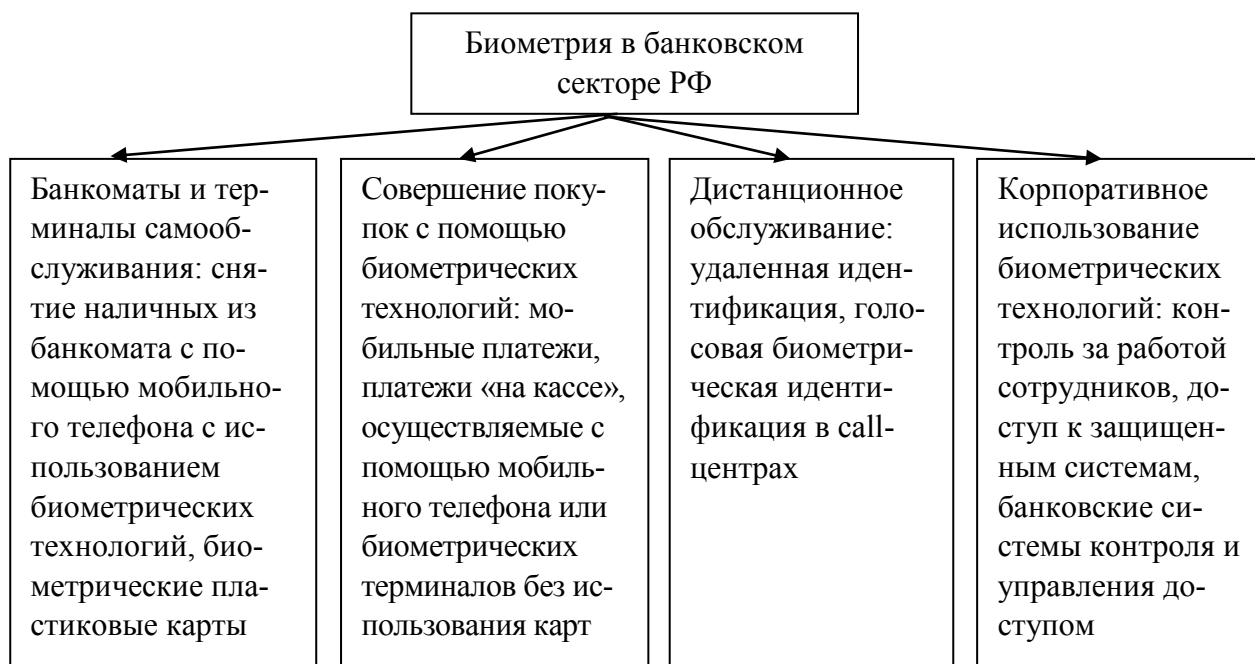 Биометрия в банковском
секторе РФ
Банкоматы и тер-
миналы самооб-
служивания: сня-
тие наличных из
банкомата с по-
мощью мобильно-
го телефона с ис-
пользованием
биометрических
технологий, био-
метрические пла-
стиковые карты
Совершение поку-
пок с помощью
биометрических
технологий: мо-
бильные платежи,
платежи «на кассе»,
осуществляемые с
помощью мобиль-
ного телефона или
биометрических
терминалов без ис-
пользования карт
Дистанционное
обслуживание:
удаленная иден-
тификация, голо-
совая биометри-
ческая иденти-
фикация в call-
центрах
Корпоративное
использование
биометрических
технологий: кон-
троль за работой
сотрудников, до-
ступ к защищен-
ным системам,
банковские си-
стемы контроля и
управления до-
ступом